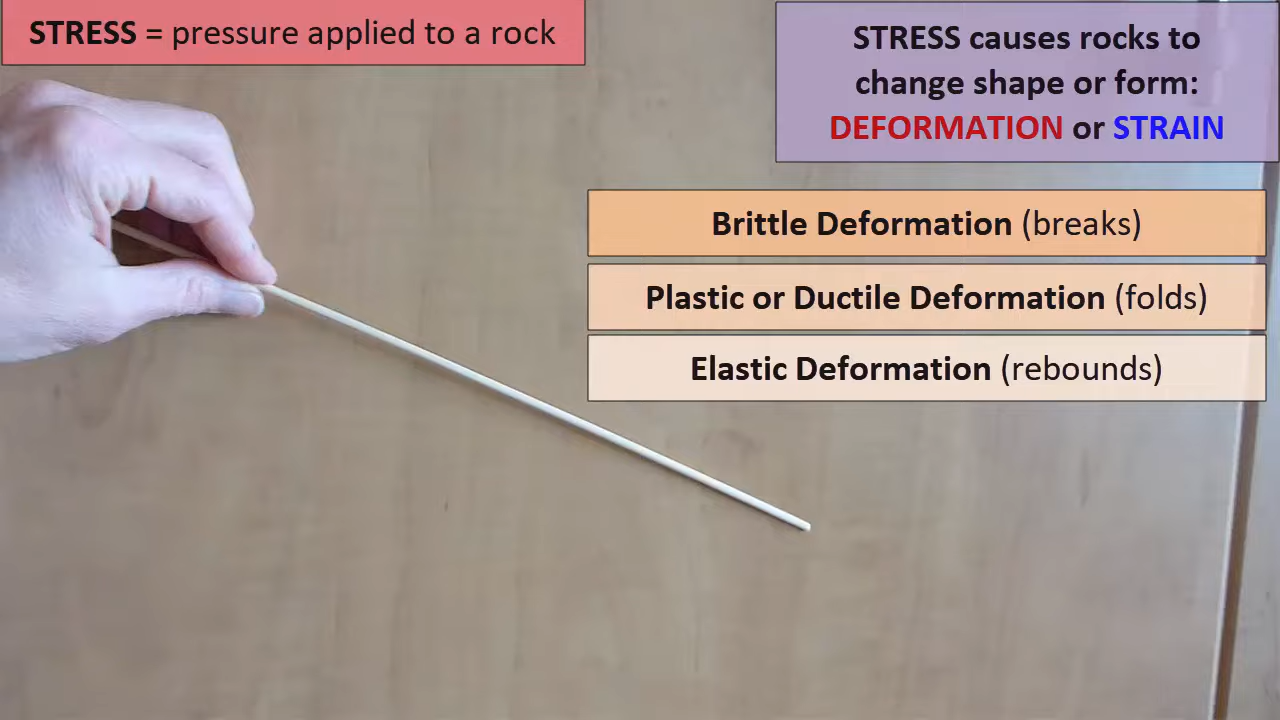 STRESS = pressure applied to a rock
STRESS causes rocks to
change shape or form:
DEFORMATION or STRAIN
Brittle Deformation (breaks)
Plastic or Ductile Deformation (folds)
Elastic Deformation (rebounds)